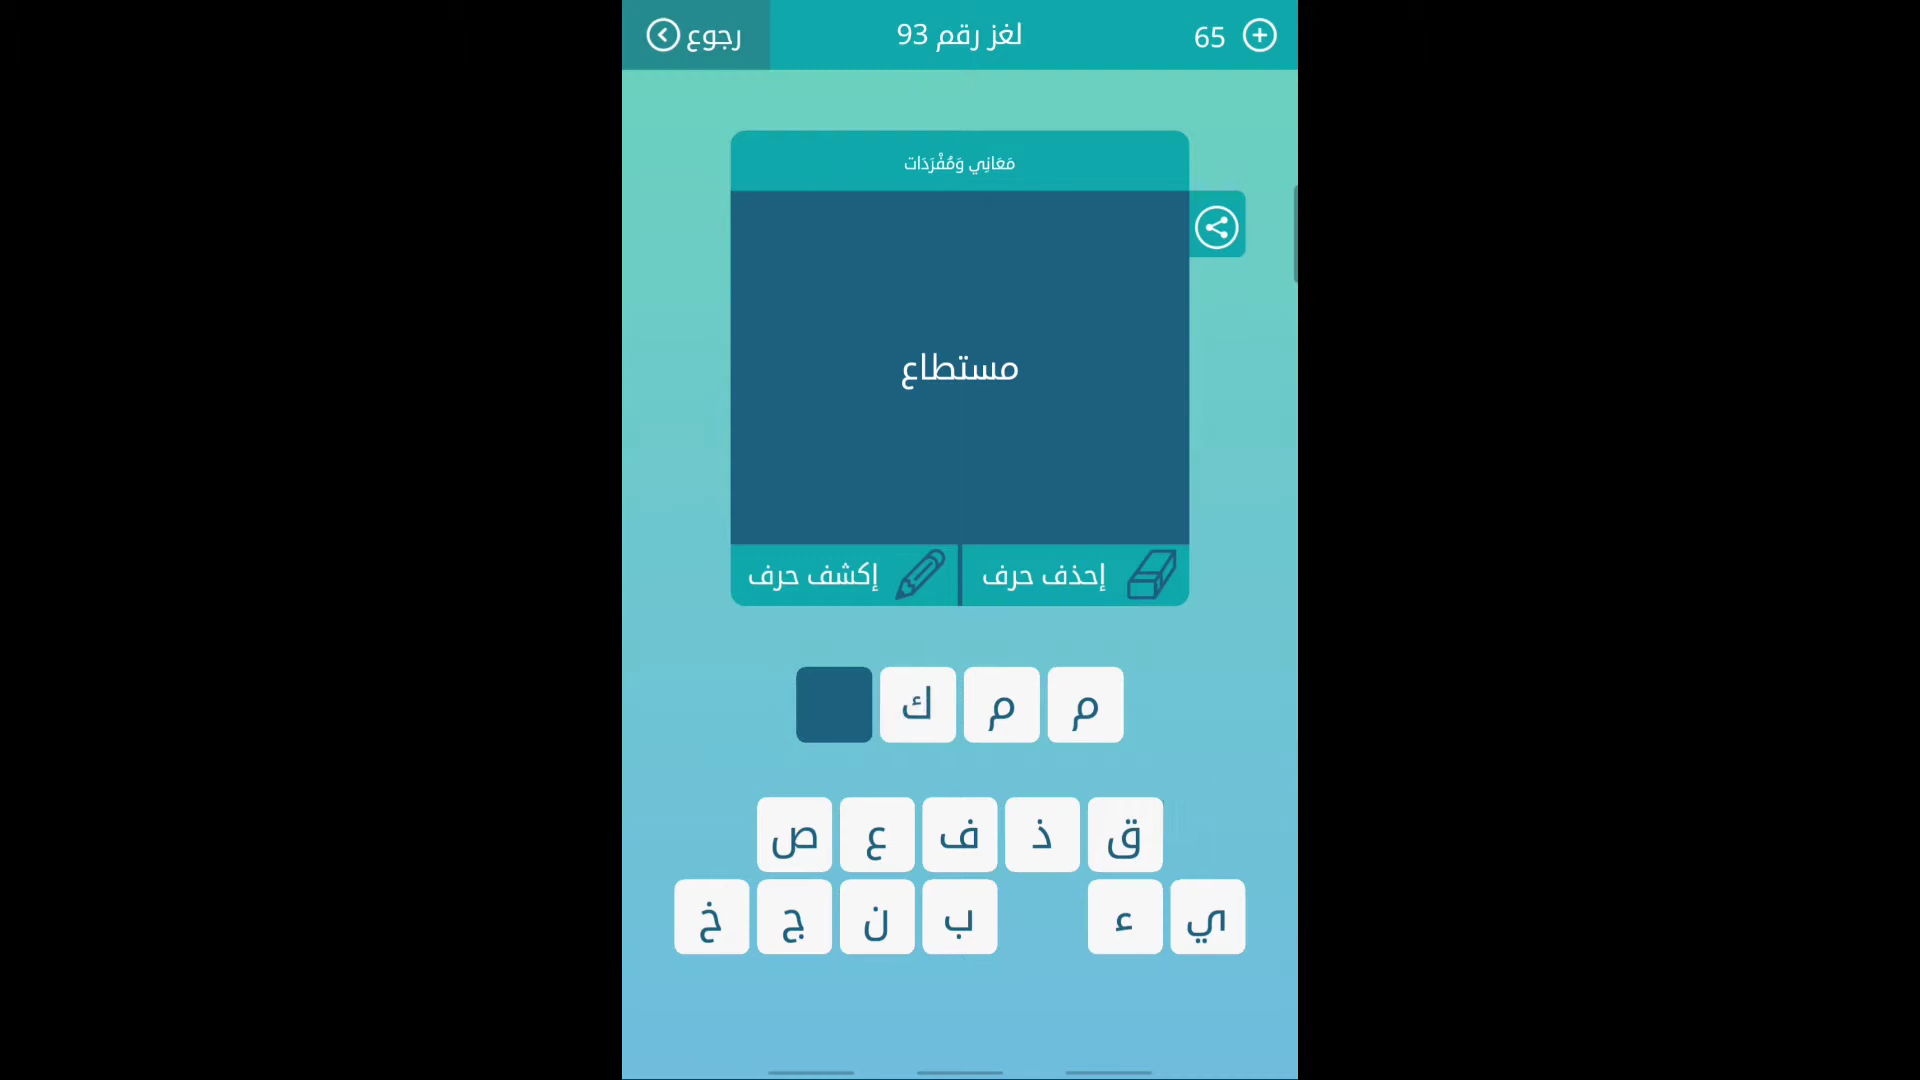 65 لغز رقم 93 رجوع
مَعَانِي وَمُفْرَدَات
مستطاع
إحذف حرف إكشف حرف
م م ك
ق ذ ف ع ص
ي ء ب ن ج خ